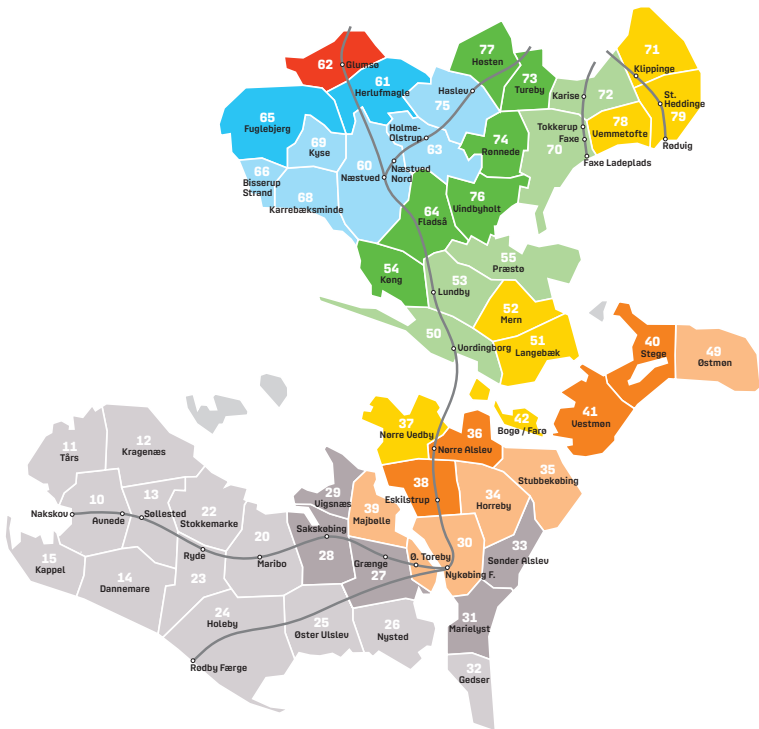 62
Glumsø
77
Hosten
71
Klippinge
61
Herlufmagle
73
Tureby
72
Karise
Haslev
75
St.
Heddinge
79
65
Fuglebjerg
Holme-
Olstrup
63
Tokkerup
78
Vemmetofte
69
Kyse
74
Rønnede
Faxe
70
Rødvig
60
Næstved
Næstved
Nord
Faxe Ladeplads
66
Bisserup
Strand
68
Karrebæksminde
76
Vindbyholt
64
Fladså
55
Præstø
54
Køng
53
Lundby
52
Mern
50
Vordingborg
51
Langebæk
40
Stege
49
Østmøn
41
Vestmøn
42
Bogø / Farø
37
Nørre Vedby
36
Nørre Alslev
11
Tårs
12
Kragenæs
35
Stubbekøbing
38
Eskilstrup
34
Horreby
29
Vigsnæs
39
Majbølle
10
Nakskov
Avnede
13
Søllested
22
Stokkemarke
20
Sakskøbing
30
33
Sønder Alslev
15
Kappel
14
Dannemare
Ryde
23
Maribo
28
Grænge
27
Ø. Toreby
Nykøbing F.
24
Holeby
25
Øster Ulslev
26
Nysted
31
Marielyst
Rødby Færge
32
Gedser